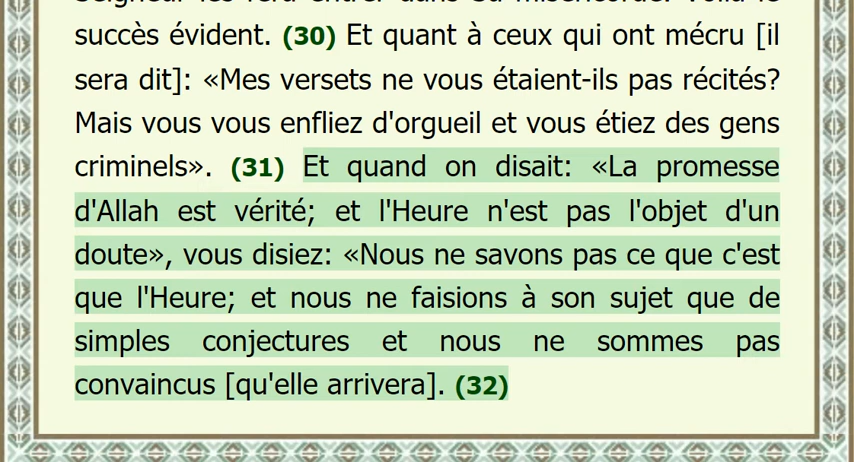 succès évident. (30) Et quant à ceux qui ont mécru [il
sera dit]: «Mes versets ne vous étaient-ils pas récités?
Mais vous vous enfliez d'orgueil et vous étiez des gens
criminels». (31) Et quand on disait: «La promesse
d'Allah est vérité; et l'Heure n'est pas l'objet d'un
doute», vous disiez: «Nous ne savons pas ce que c'est
que l'Heure; et nous ne faisions à son sujet que de
simples conjectures et nous ne sommes pas
convaincus [qu'elle arrivera]. (32)